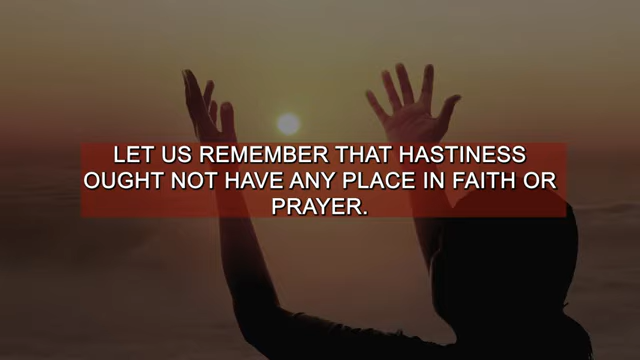 LET US REMEMBER THAT HASTINESS
OUGHT NOT HAVE ANY PLACE IN FAITH OR
PRAYER.